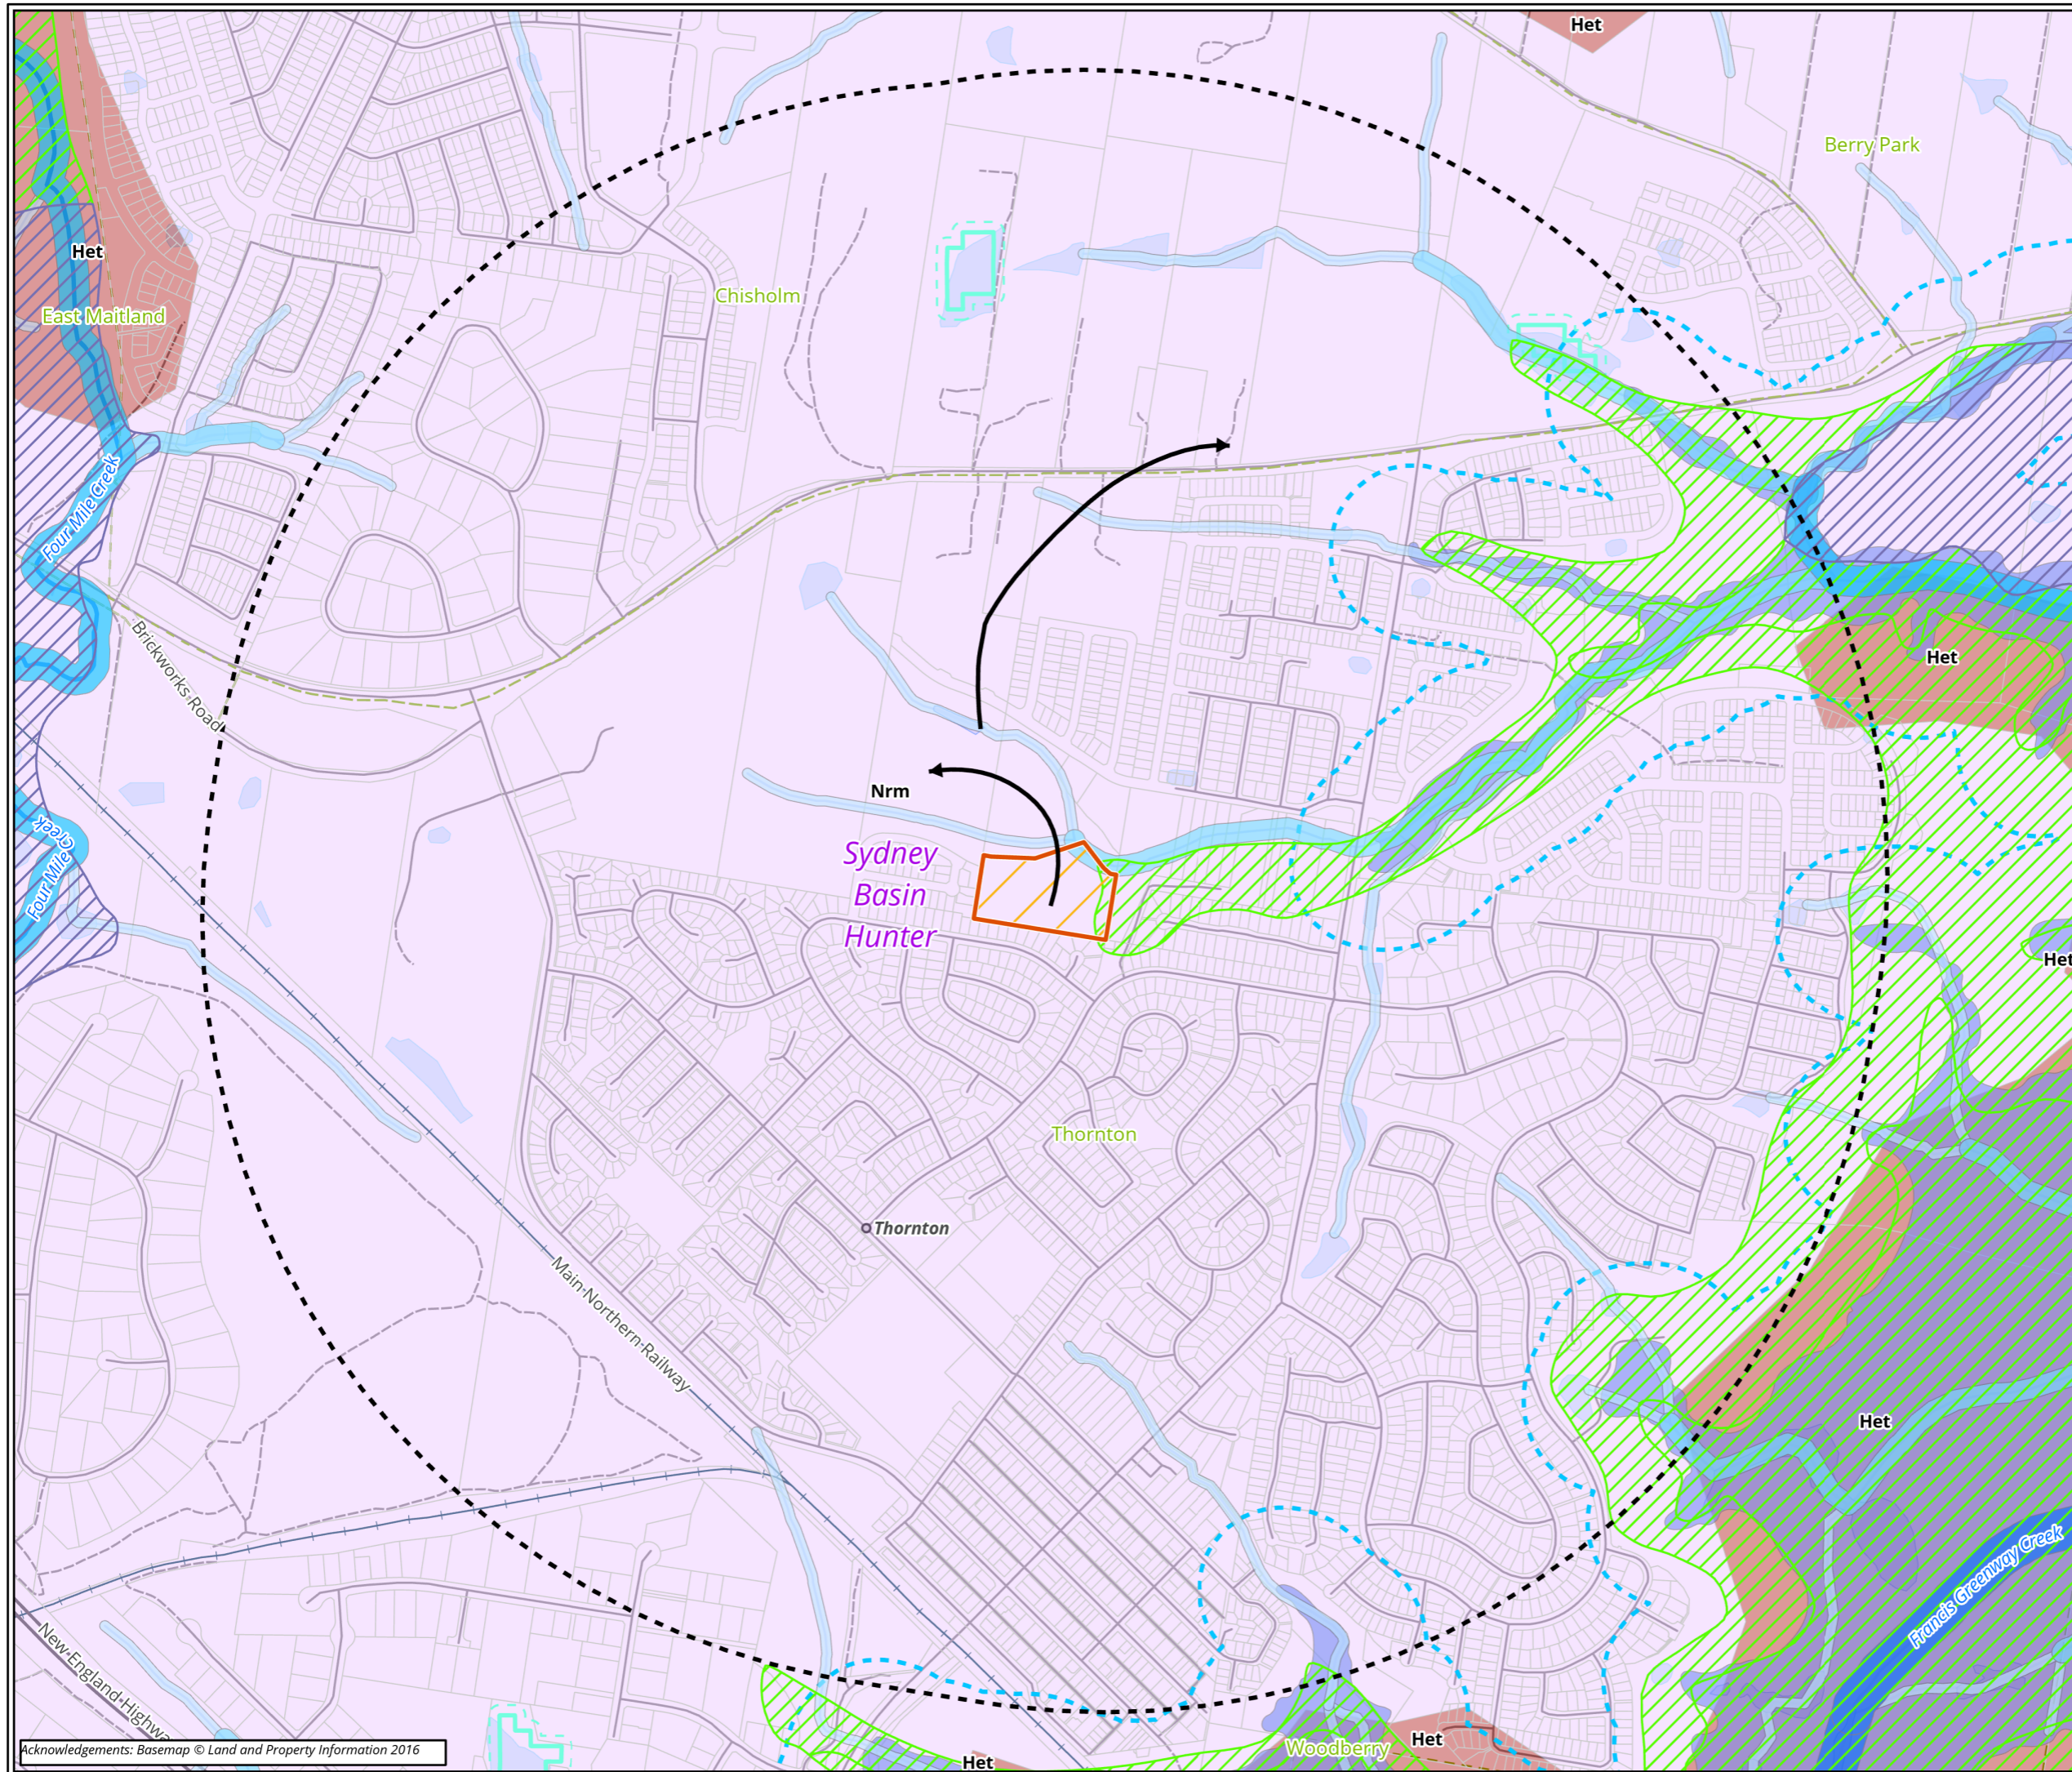 Het
Berry Park
Het
Chisholm
East Maitland
Four Mile Creek
Brickworks Road
Het
Nrm
Four Mile Creek
Sydney
Basin
Hunter
Het
Thornton
Thornton
Main Northern Railway
Het
Francis Greenway Creek
New England Highwa
Het
Woodberry
Acknowledgements: Basemap © Land and Property Information 2016
Het